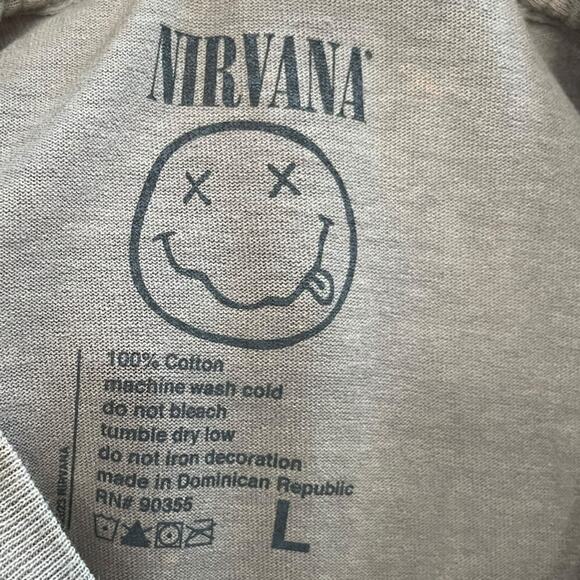 NIRVANA®
100% Cotton
machine wash cold
do not bleach
tumble dry low
do not iron decoration
made in Dominican Republic
RN# 90355
L
NIRVANA